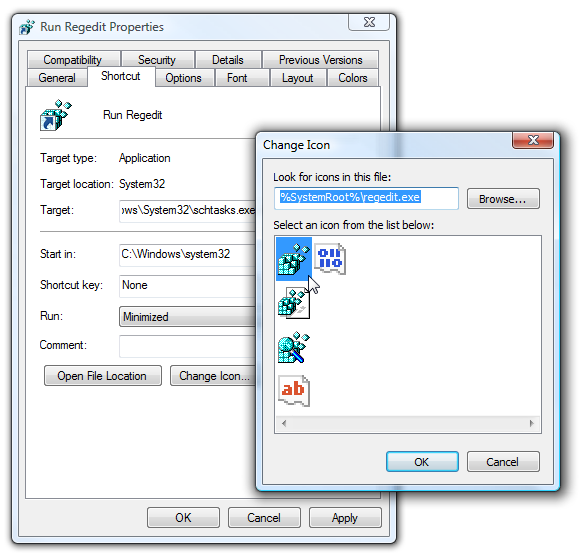 Run Regedit Properties
Compatibility Security Details Previous Versions
General Shortcut Options Font Layout Colors
Run Regedit
Target type: Application
Target location: System32
Target: ows\System32\schtasks.exe
Start in: C:\Windows\system32
Shortcut key: None
Run: Minimized
Comment:
Open File Location Change Icon...
OK Cancel Apply
Change Icon
Look for icons in this file:
%SystemRoot%\regedit.exe Browse...
Select an icon from the list below:
011
110
ab
OK Cancel